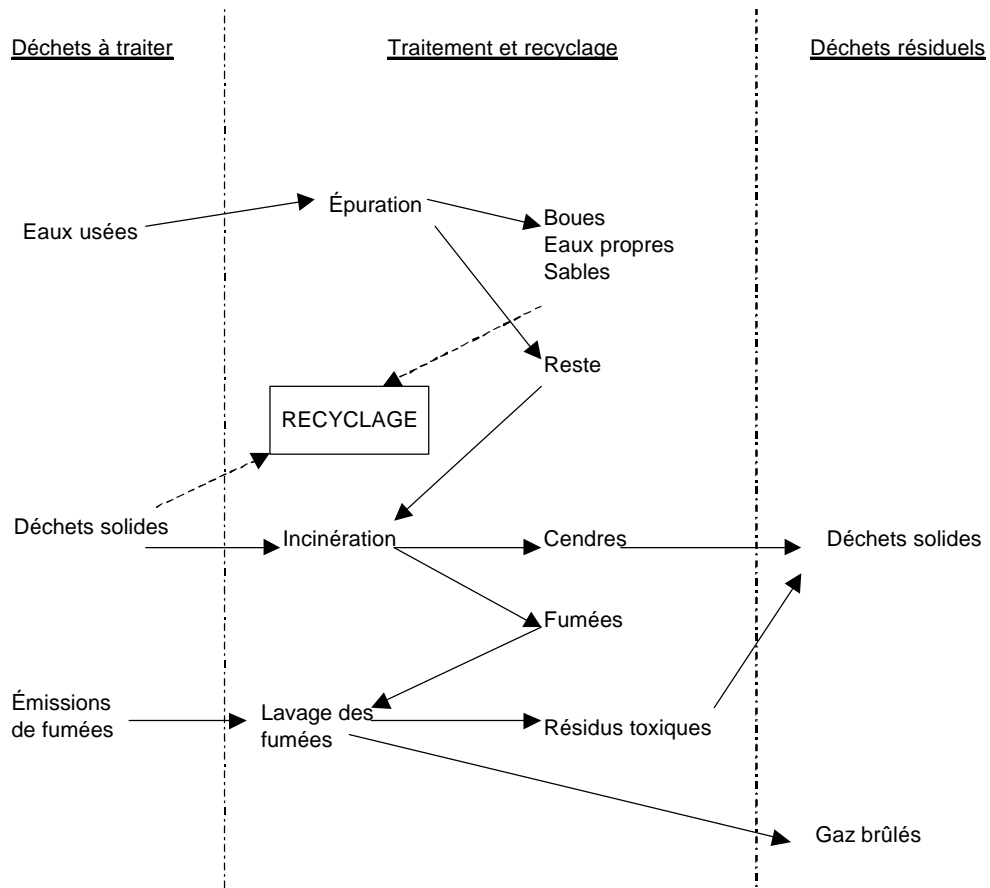 Déchets à traiter
Traitement et recyclage
Déchets résiduels
Épuration
Eaux usées
Boues
Eaux propres
Sables
Reste
RECYCLAGE
Déchets solides
Incinération
Cendres
Déchets solides
Fumées
Émissions
de fumées
Lavage des
fumées
Résidus toxiques
Gaz brûlés